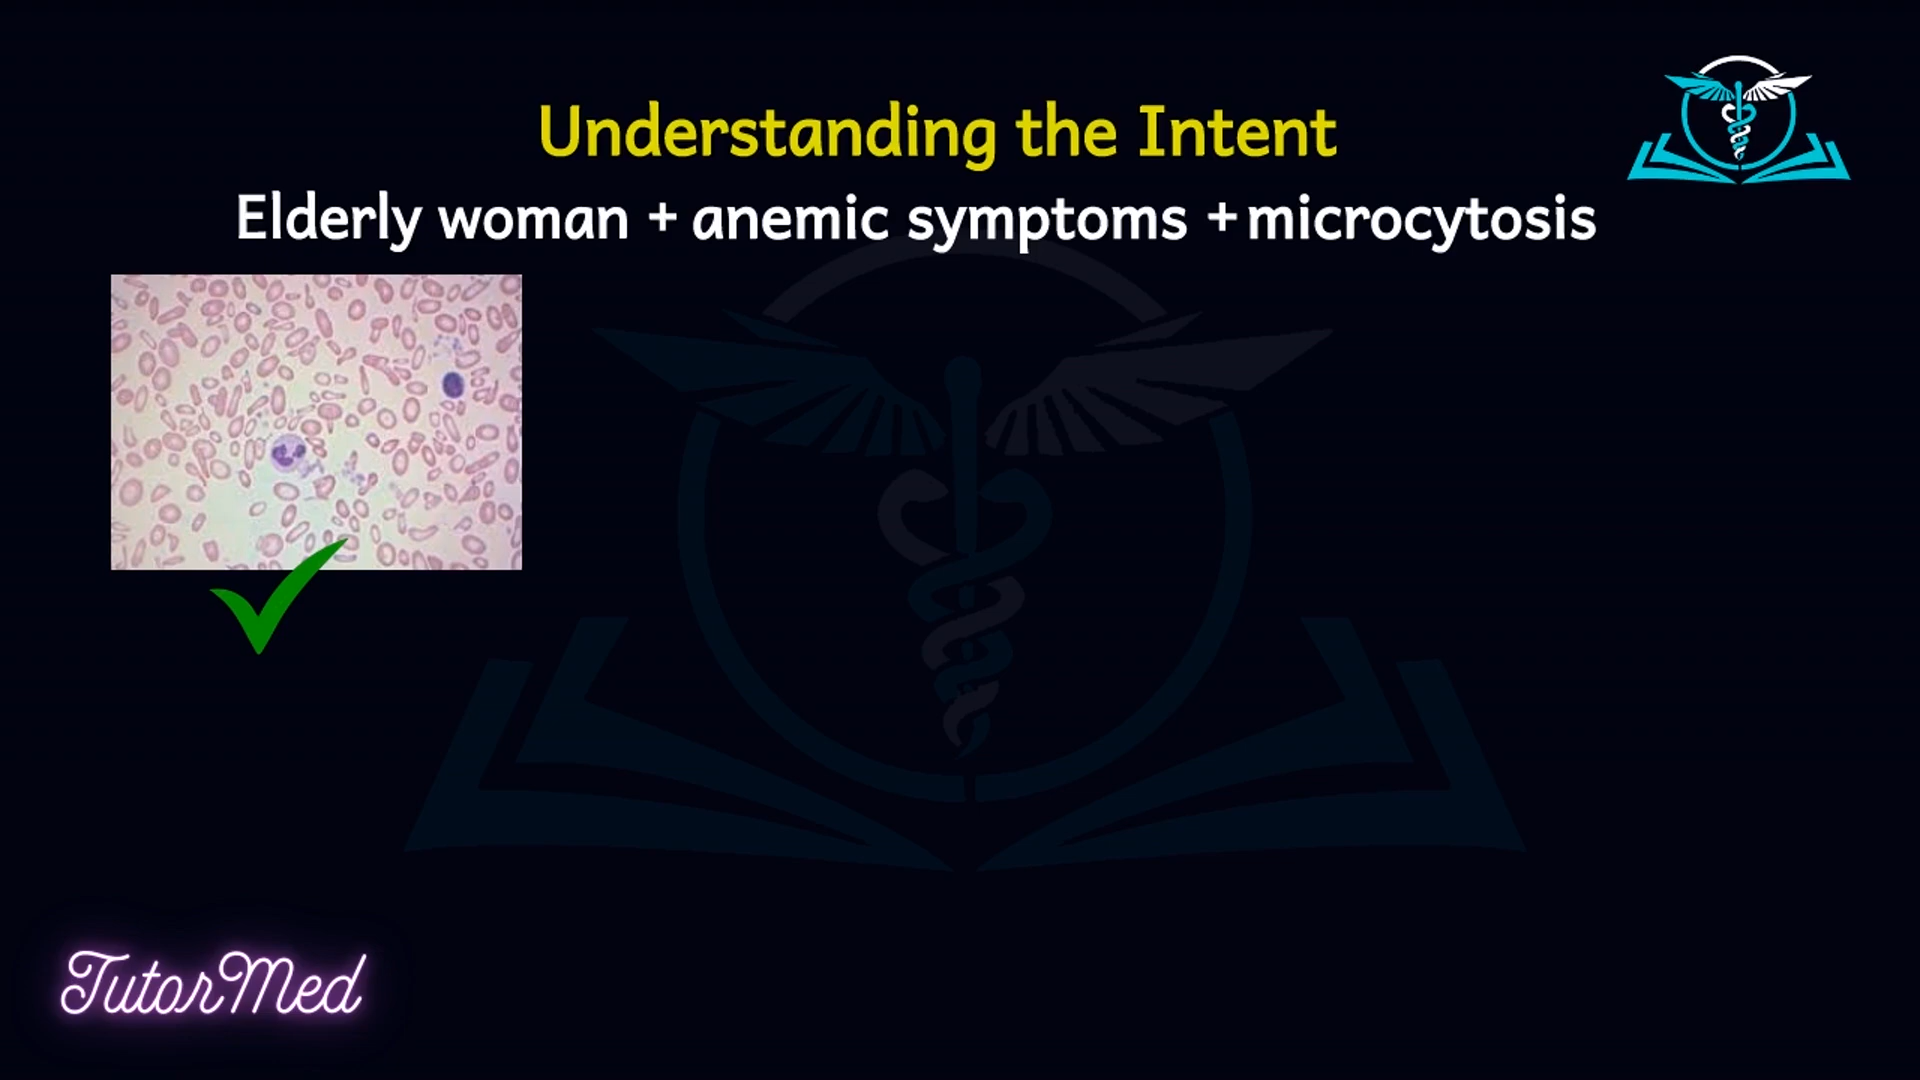 Understanding the Intent
Elderly woman + anemic symptoms + microcytosis
TutorMed